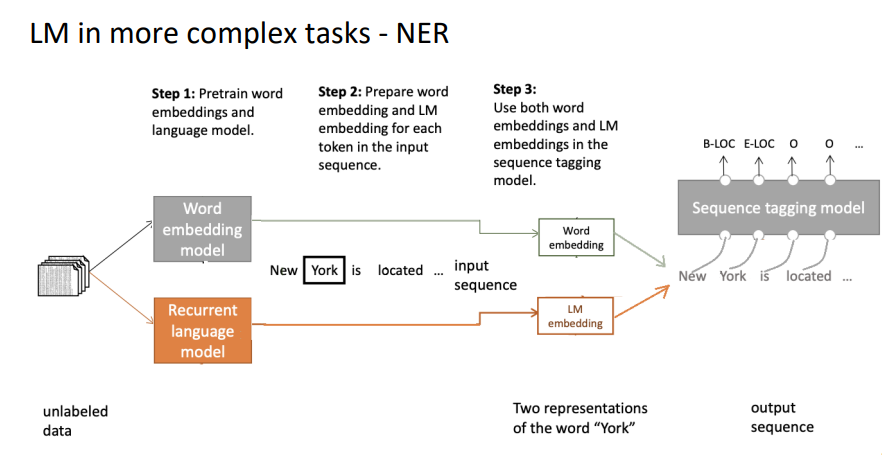 LM in more complex tasks - NER
Step 1: Pretrain word
embeddings and
language model.
Step 2: Prepare word
embedding and LM
embedding for each
token in the input
sequence.
Step 3:
Use both word
embeddings and LM
embeddings in the
sequence tagging
model.
B-LOC E-LOC O O ...
Word
embedding
model
Word
embedding
Sequence tagging model
New York is located ... input
sequence
New York is located ...
Recurrent
language
model
LM
embedding
unlabeled
data
Two representations
of the word “York”
output
sequence